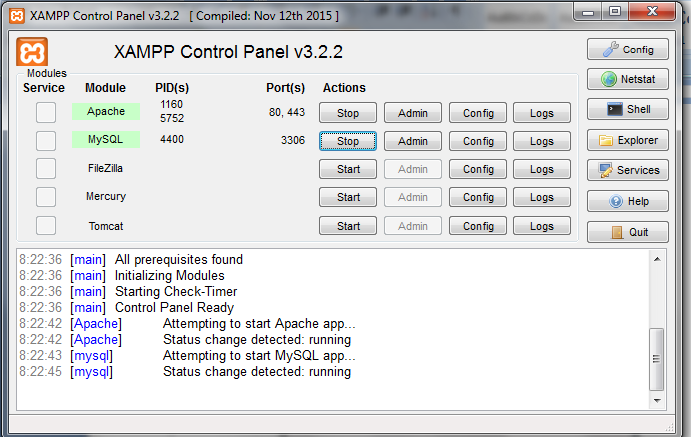 XAMPP Control Panel v3.2.2 [ Compiled: Nov 12th 2015 ]
XAMPP Control Panel v3.2.2
Config
Modules
Service Module PID(s) Port(s) Actions
Netstat
Apache 1160 5752 80, 443 Stop Admin Config Logs
Shell
MySQL 4400 3306 Stop Admin Config Logs
Explorer
FileZilla Start Admin Config Logs
Services
Mercury Start Admin Config Logs
Help
Tomcat Start Admin Config Logs
Quit
8:22:36 [main] All prerequisites found
8:22:36 [main] Initializing Modules
8:22:36 [main] Starting Check-Timer
8:22:36 [main] Control Panel Ready
8:22:42 [Apache] Attempting to start Apache app...
8:22:42 [Apache] Status change detected: running
8:22:43 [mysql] Attempting to start MySQL app...
8:22:45 [mysql] Status change detected: running